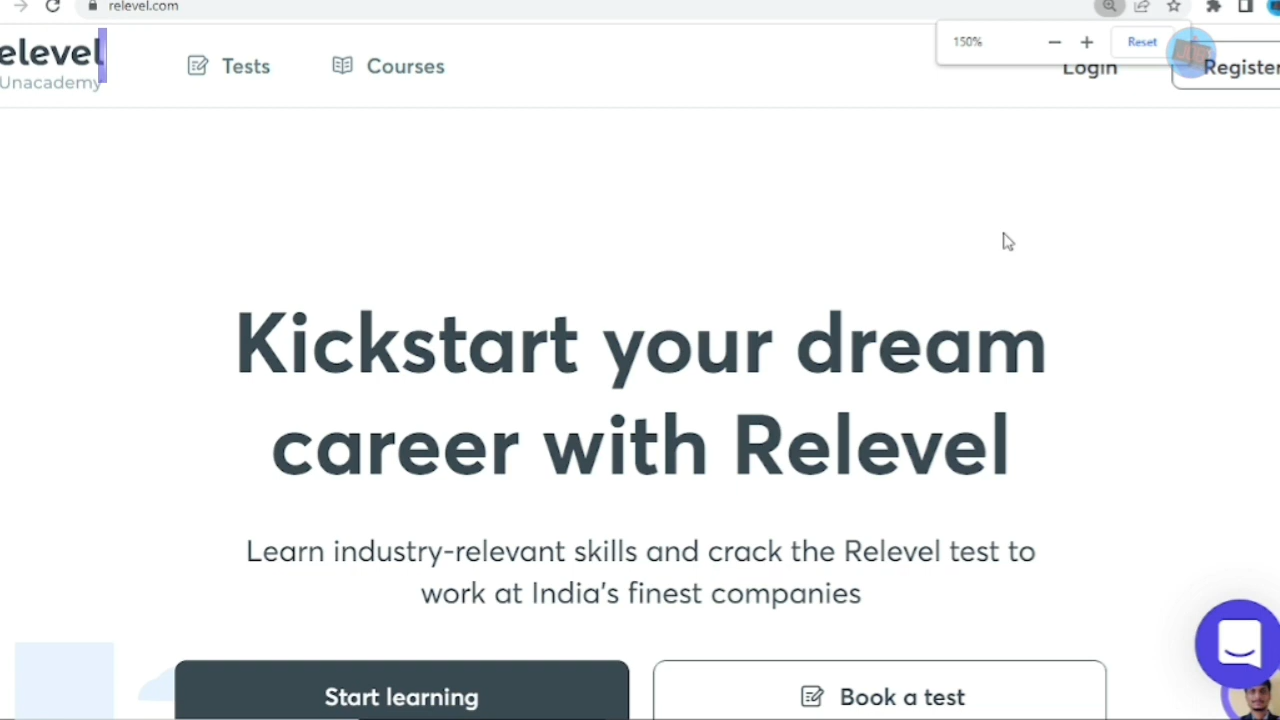 relevel.com
150%
Reset
elevel
Unacademy
Tests
Courses
Login
Register
Kickstart your dream
career with Relevel
Learn industry-relevant skills and crack the Relevel test to
work at India's finest companies
Start learning
Book a test